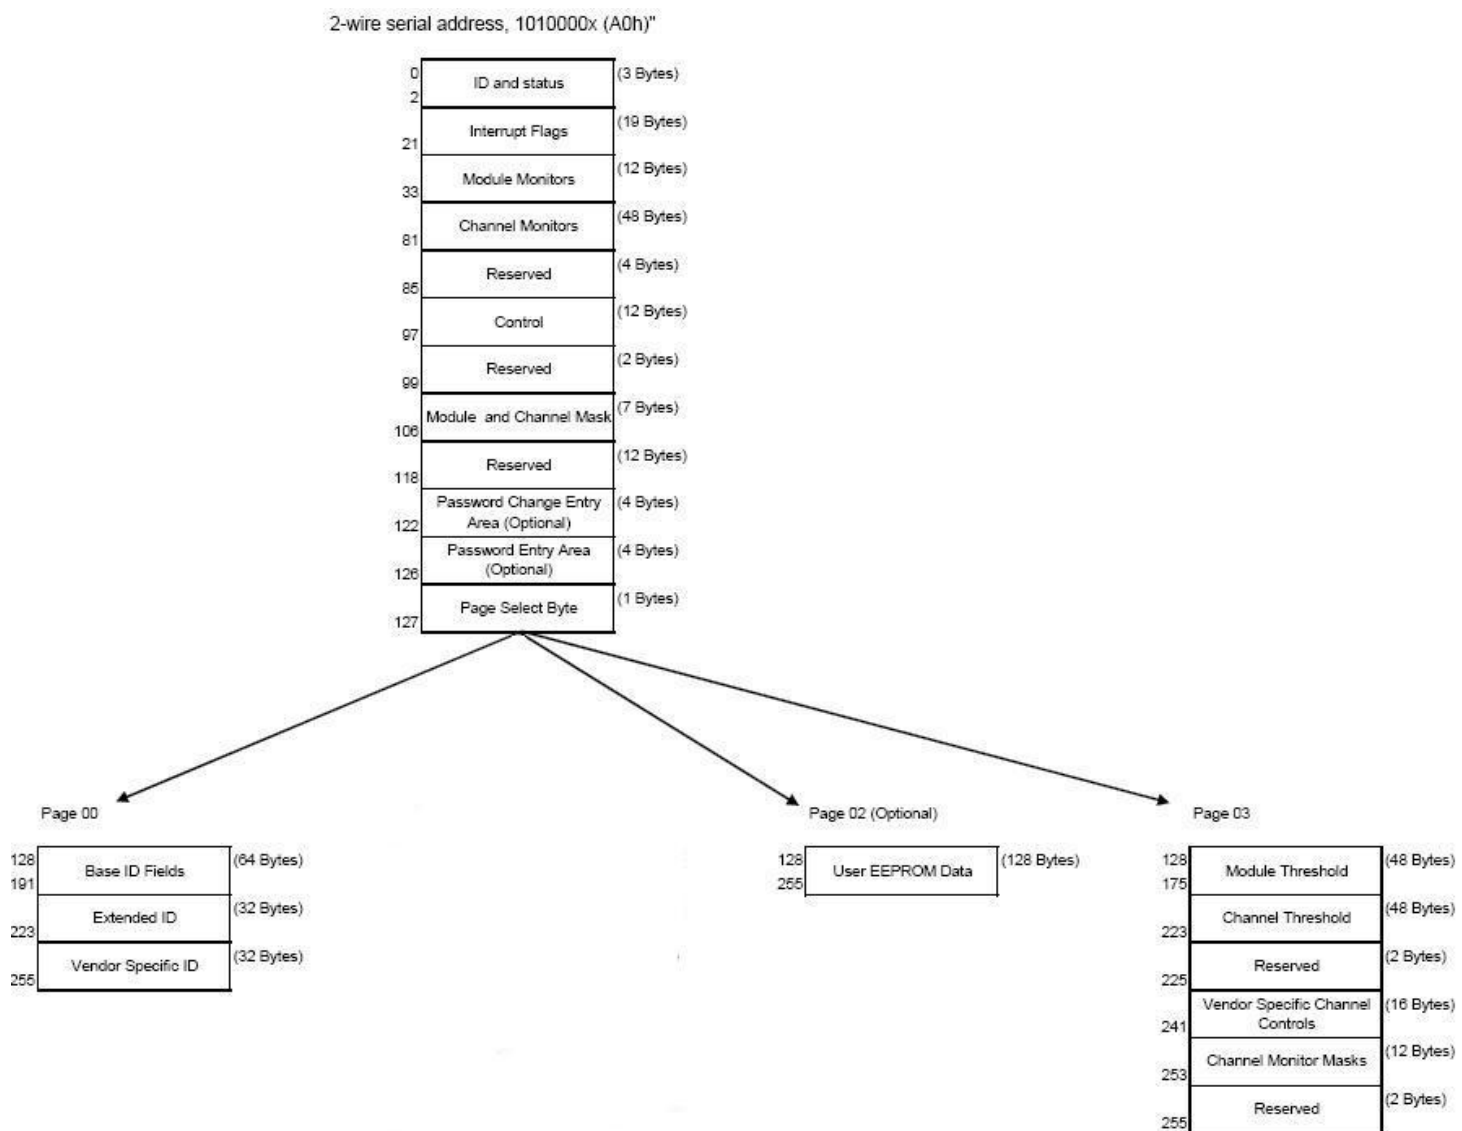 2-wire serial address, 1010000x (A0h)"
0
ID and status
(3 Bytes)
2
Interrupt Flags
(19 Bytes)
21
Module Monitors
(12 Bytes)
33
Channel Monitors
(48 Bytes)
81
Reserved
(4 Bytes)
85
Control
(12 Bytes)
97
Reserved
(2 Bytes)
99
Module and Channel Mask
(7 Bytes)
106
Reserved
(12 Bytes)
118
Password Change Entry
Area (Optional)
(4 Bytes)
122
Password Entry Area
(Optional)
(4 Bytes)
126
Page Select Byte
(1 Bytes)
127
Page 00
128
Base ID Fields
(64 Bytes)
191
Extended ID
(32 Bytes)
223
Vendor Specific ID
(32 Bytes)
255
Page 02 (Optional)
128
User EEPROM Data
(128 Bytes)
255
Page 03
128
Module Threshold
(48 Bytes)
175
Channel Threshold
(48 Bytes)
223
Reserved
(2 Bytes)
225
Vendor Specific Channel
Controls
(16 Bytes)
241
Channel Monitor Masks
(12 Bytes)
253
Reserved
(2 Bytes)
255